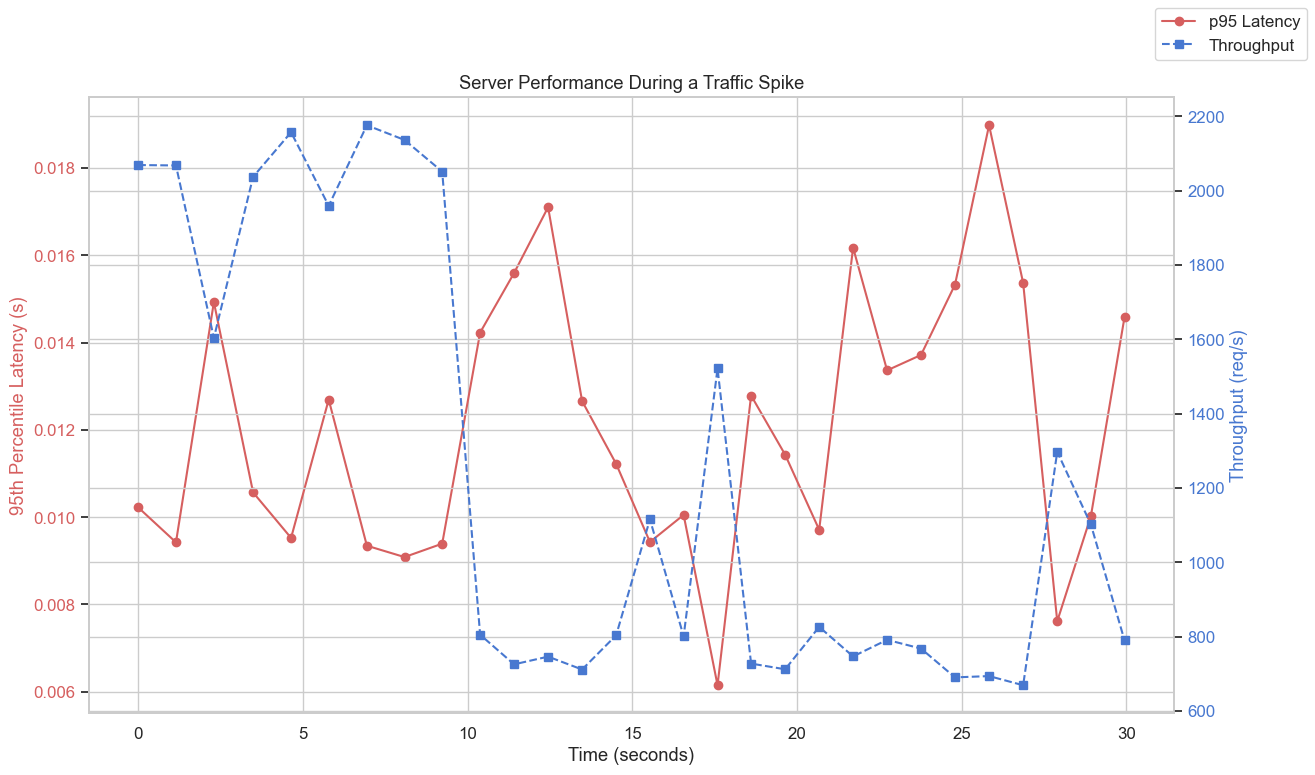 p95 Latency
Throughput
Server Performance During a Traffic Spike
95th Percentile Latency (s)
0.018
0.016
0.014
0.012
0.010
0.008
0.006
2200
2000
1800
1600
1400
1200
1000
800
600
Throughput (req/s)
0 5 10 15 20 25 30
Time (seconds)